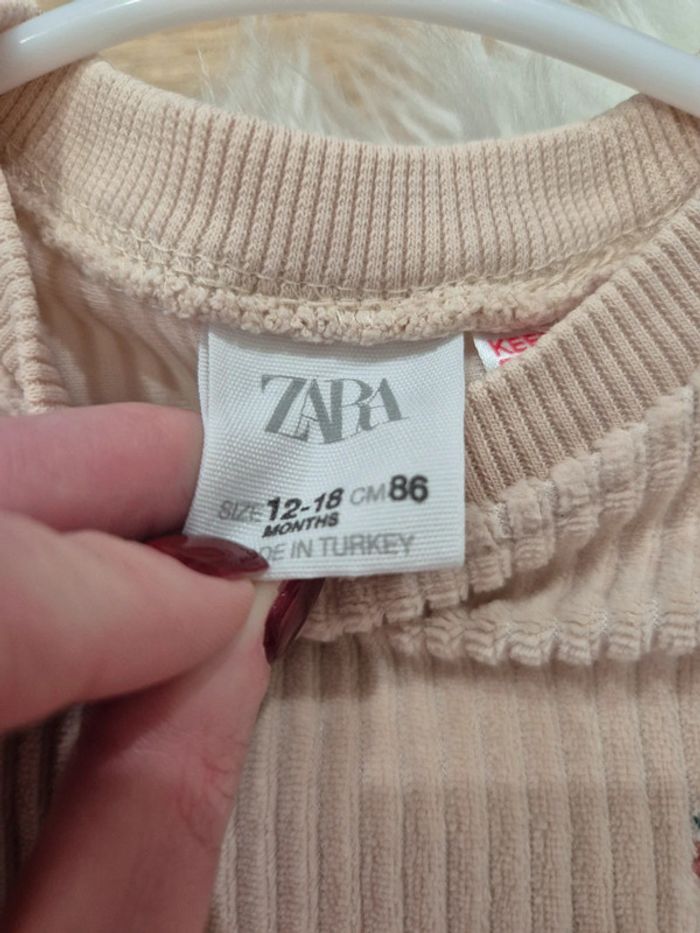 ZARA
SIZE 12-18 CM 86
MONTHS
DE IN TURKEY